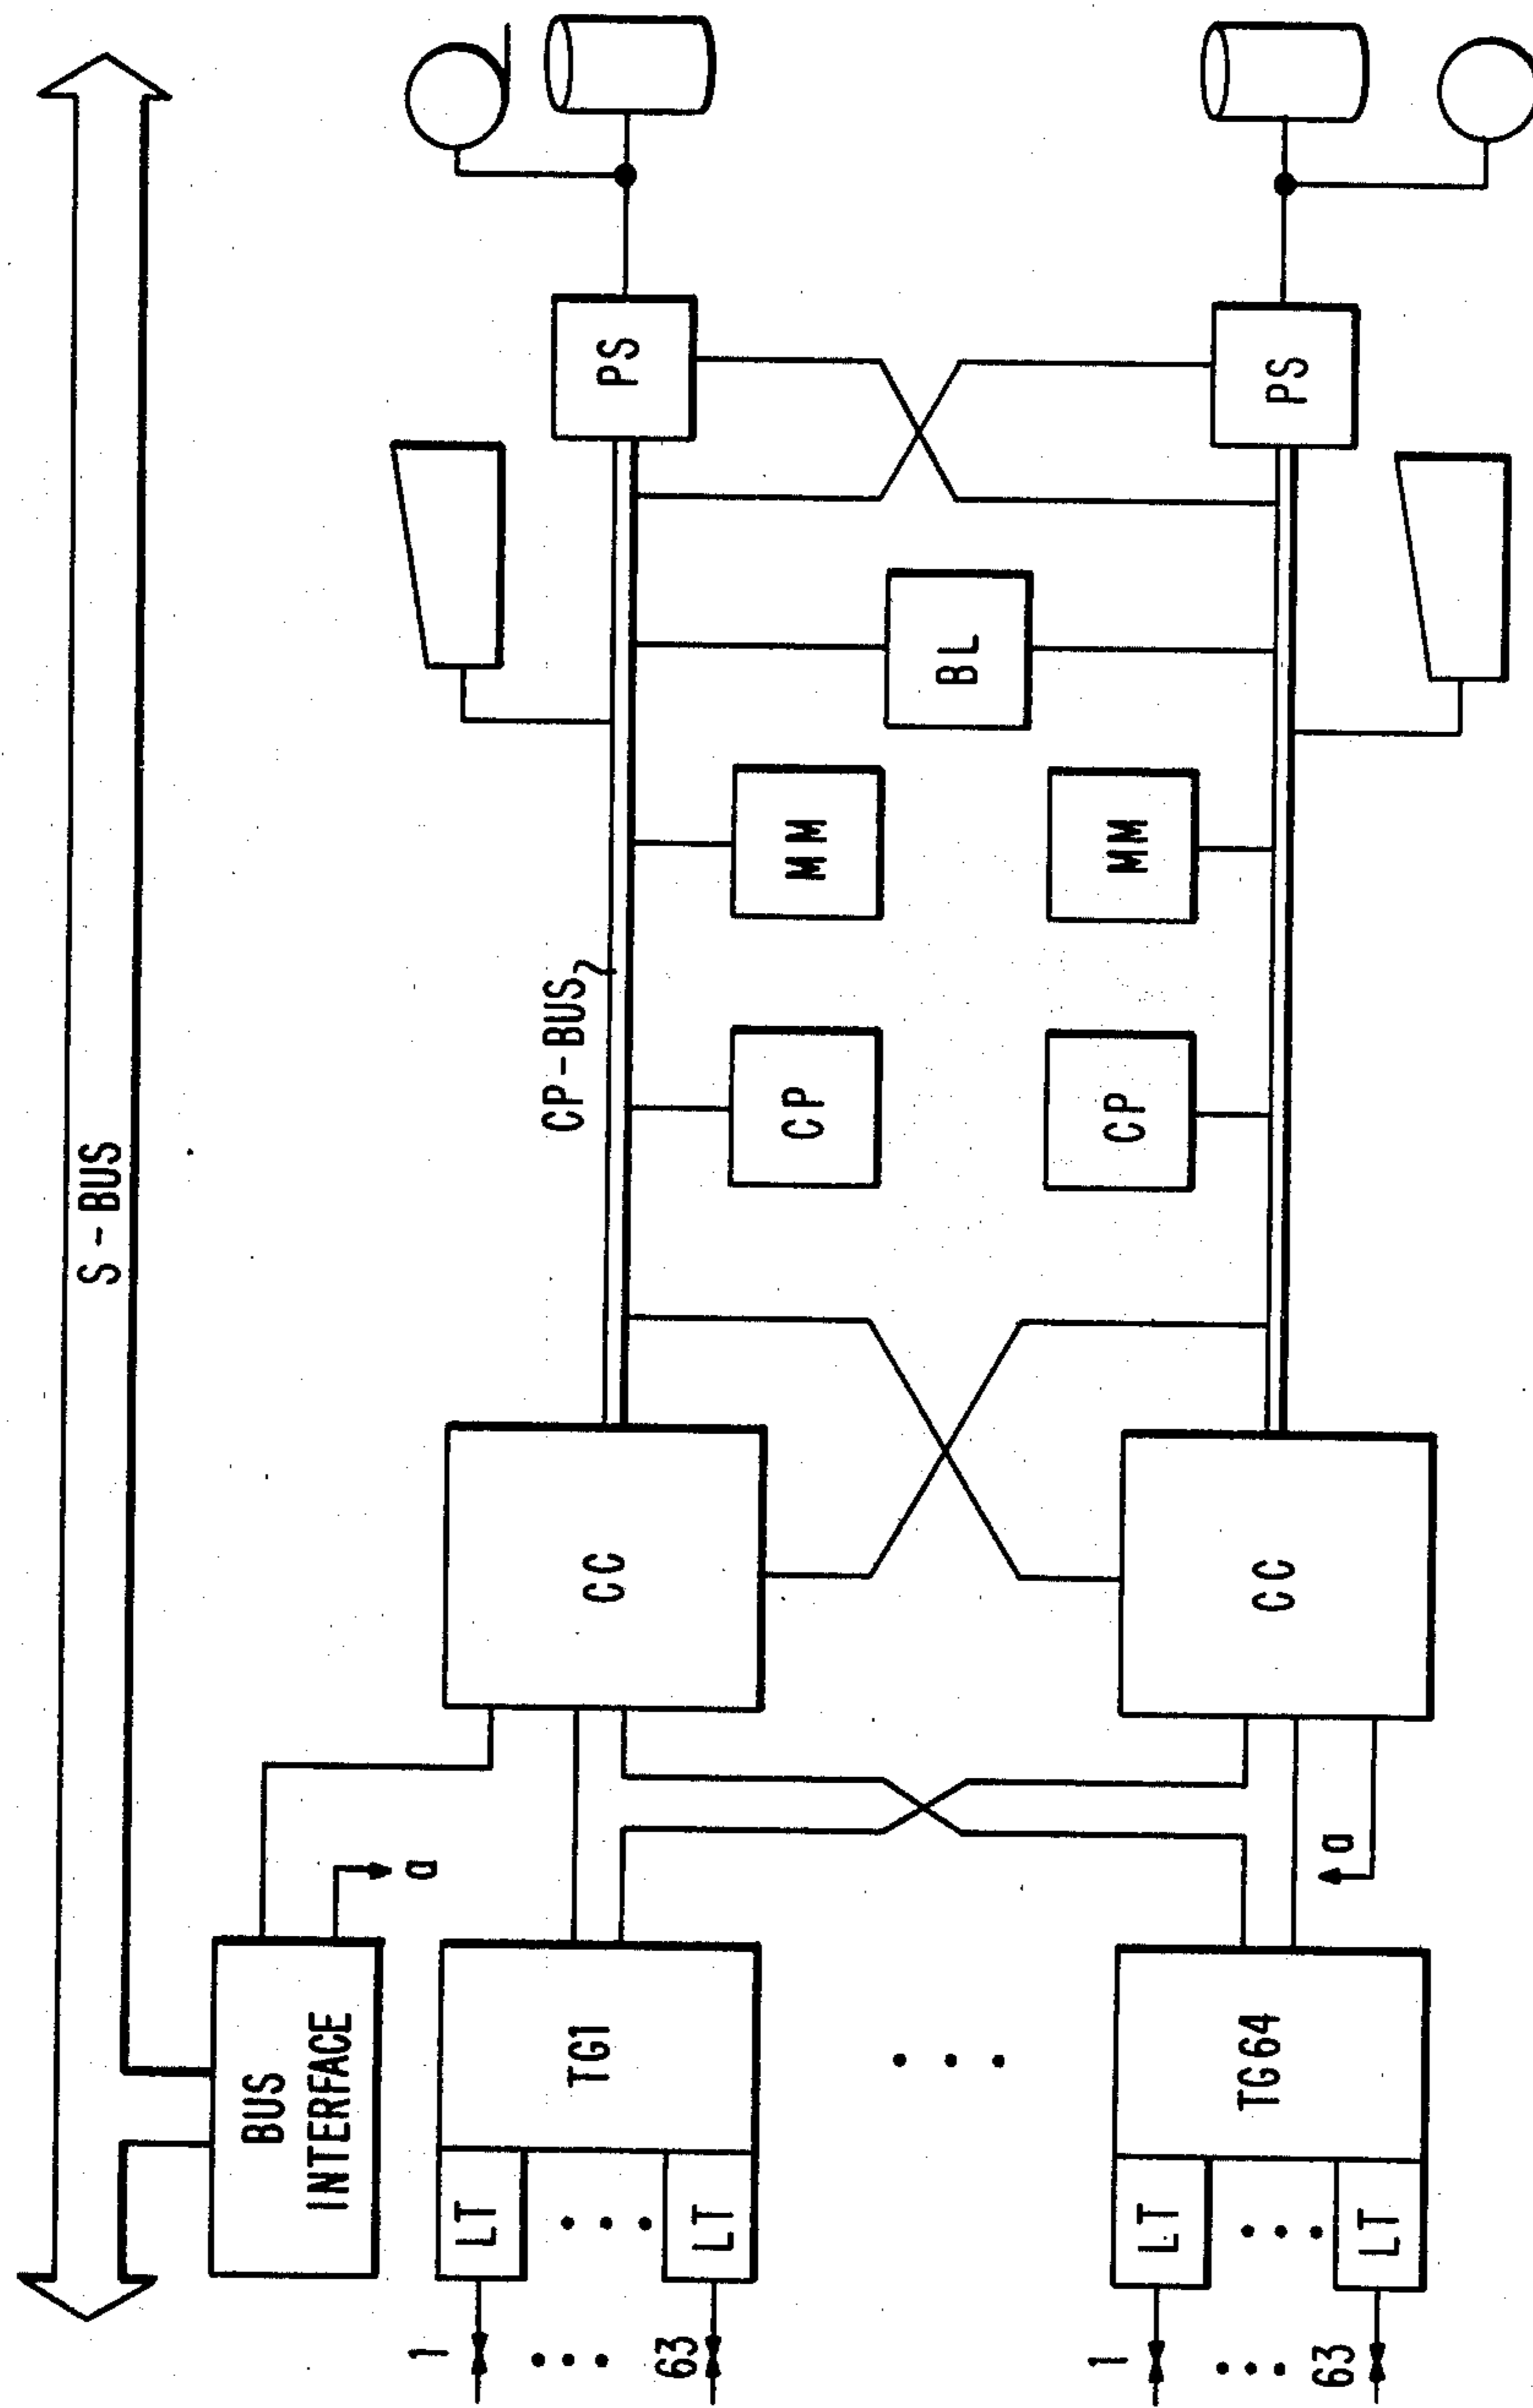 S-BUS
BUS
INTERFACE
a
CP-BUS
1
63
LT
LT
TG1
CC
CP
MM
BL
PS
1
63
LT
LT
TG64
a
CC
CP
MM
PS